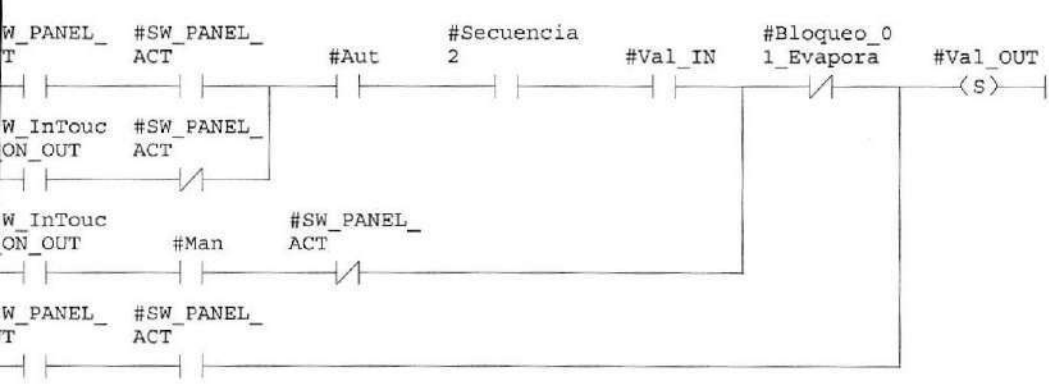 W_PANEL_ #SW_PANEL_ #Secuencia #Bloqueo_0
T ACT #Aut 2 #Val_IN 1_Evapora #Val_OUT
(S)
W_InTouc #SW_PANEL_
ON_OUT ACT
W_InTouc #SW_PANEL_
ON_OUT #Man ACT
W_PANEL_ #SW_PANEL_
T ACT